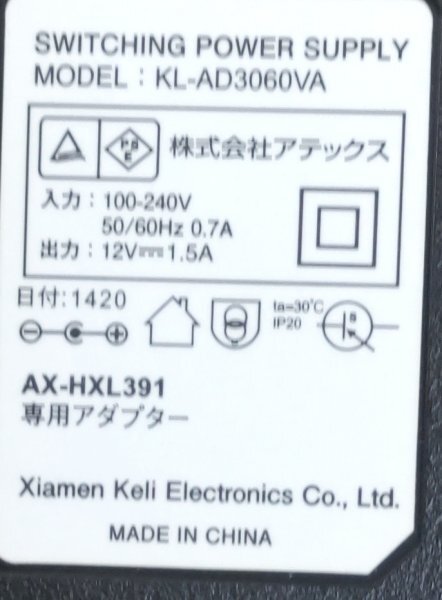 SWITCHING POWER SUPPLY
MODEL : KL-AD3060VA
PS
E
株式会社アテックス
入力 : 100-240V
50/60Hz 0.7A
出力 : 12V⎓1.5A
日付:1420
ta=30℃
IP20
AX-HXL391
専用アダプター
Xiamen Keli Electronics Co., Ltd.
MADE IN CHINA